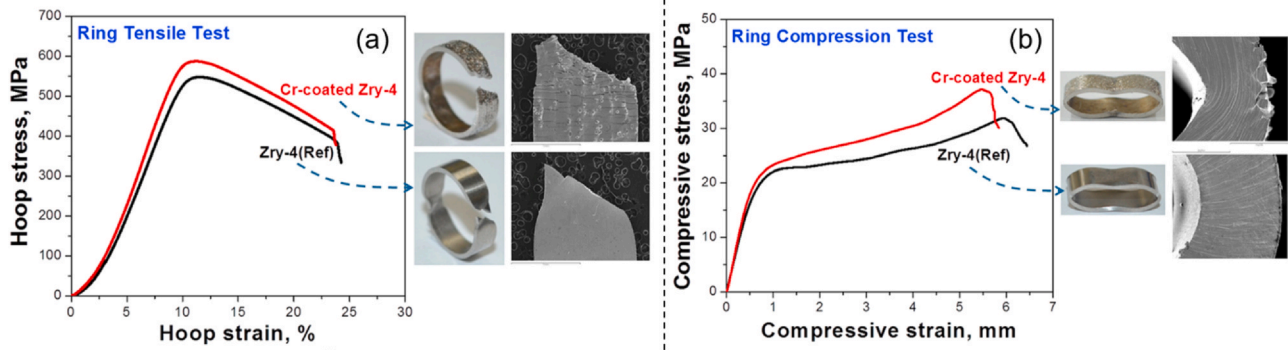 Ring Tensile Test
(a)
700
600
500
400
300
200
100
0
0
5
10
15
20
25
30
Hoop stress, MPa
Hoop strain, %
Cr-coated Zry-4
Zry-4(Ref)
Ring Compression Test
(b)
50
40
30
20
10
0
0
1
2
3
4
5
6
7
Compressive stress, MPa
Compressive strain, mm
Cr-coated Zry-4
Zry-4(Ref)